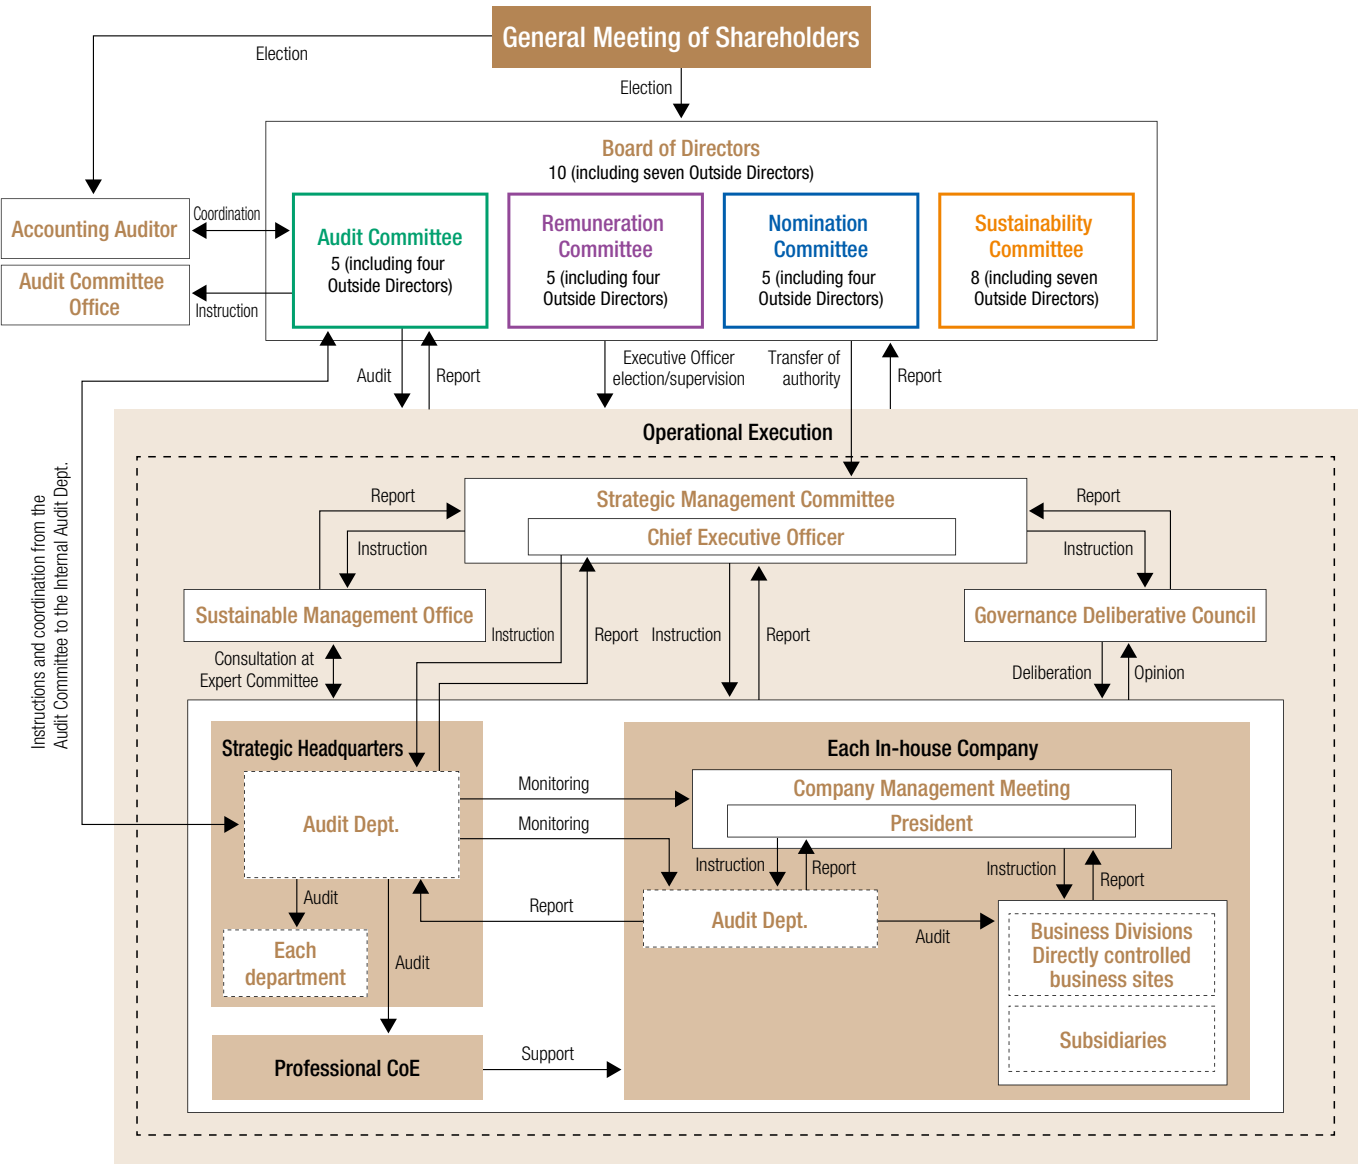 General Meeting of Shareholders
Election
Election
Board of Directors
10 (including seven Outside Directors)
Accounting Auditor
Coordination
Audit Committee
5 (including four
Outside Directors)
Remuneration
Committee
5 (including four
Outside Directors)
Nomination
Committee
5 (including four
Outside Directors)
Sustainability
Committee
8 (including seven
Outside Directors)
Audit Committee
Office
Instruction
Audit
Report
Executive Officer
election/supervision
Transfer of
authority
Report
Instructions and coordination from the
Audit Committee to the Internal Audit Dept.
Operational Execution
Strategic Management Committee
Chief Executive Officer
Report
Instruction
Report
Instruction
Sustainable Management Office
Governance Deliberative Council
Instruction
Report
Instruction
Report
Consultation at
Expert Committee
Deliberation
Opinion
Strategic Headquarters
Audit Dept.
Audit
Each
department
Audit
Monitoring
Monitoring
Report
Each In-house Company
Company Management Meeting
President
Instruction
Report
Instruction
Report
Audit Dept.
Audit
Business Divisions
Directly controlled
business sites
Subsidiaries
Professional CoE
Support